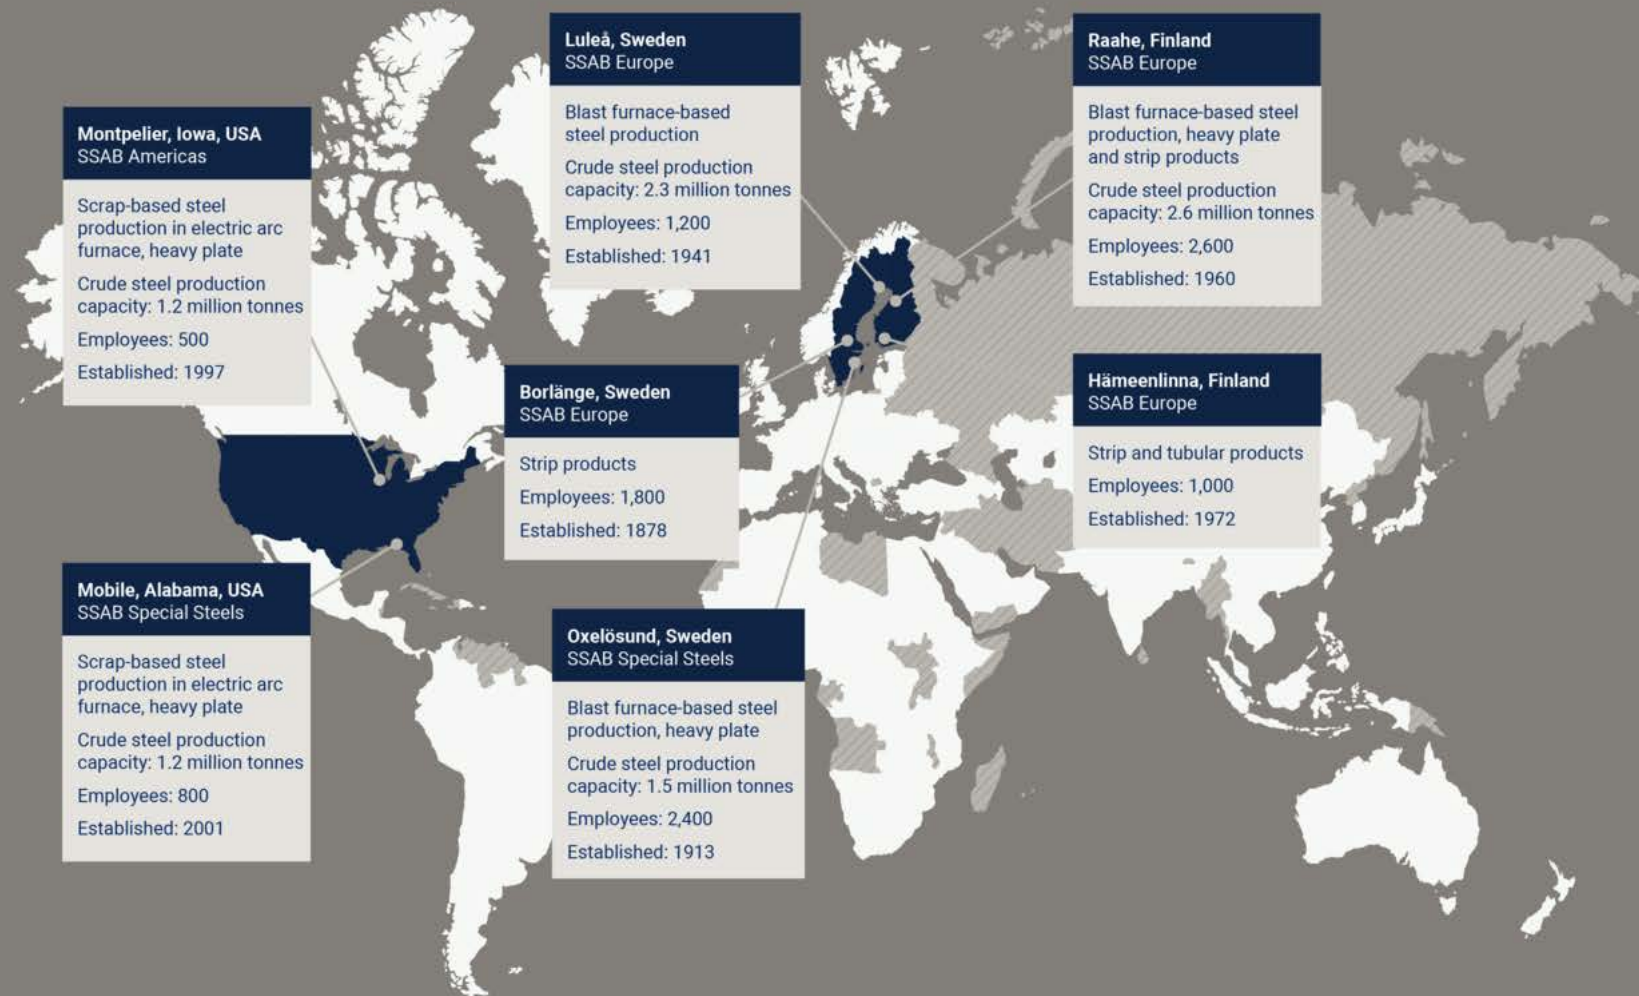 Montpelier, Iowa, USA
SSAB Americas
Scrap-based steel
production in electric arc
furnace, heavy plate
Crude steel production
capacity: 1.2 million tonnes
Employees: 500
Established: 1997
Mobile, Alabama, USA
SSAB Special Steels
Scrap-based steel
production in electric arc
furnace, heavy plate
Crude steel production
capacity: 1.2 million tonnes
Employees: 800
Established: 2001
Luleå, Sweden
SSAB Europe
Blast furnace-based
steel production
Crude steel production
capacity: 2.3 million tonnes
Employees: 1,200
Established: 1941
Borlänge, Sweden
SSAB Europe
Strip products
Employees: 1,800
Established: 1878
Oxelösund, Sweden
SSAB Special Steels
Blast furnace-based steel
production, heavy plate
Crude steel production
capacity: 1.5 million tonnes
Employees: 2,400
Established: 1913
Raahe, Finland
SSAB Europe
Blast furnace-based steel
production, heavy plate
and strip products
Crude steel production
capacity: 2.6 million tonnes
Employees: 2,600
Established: 1960
Hämeenlinna, Finland
SSAB Europe
Strip and tubular products
Employees: 1,000
Established: 1972